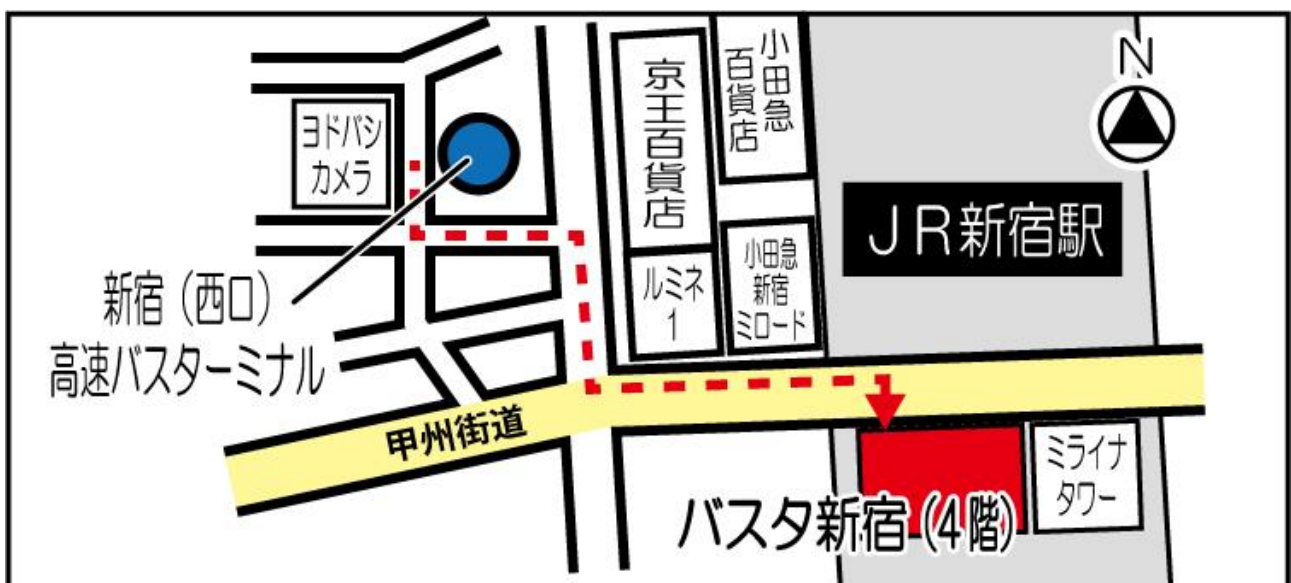 ヨドバシ
カメラ
京王百貨店
小田急
百貨店
N
JR新宿駅
ルミネ
1
小田急
新宿
ミロード
新宿(西口)
高速バスターミナル
甲州街道
ミライナ
タワー
バスタ新宿(4階)